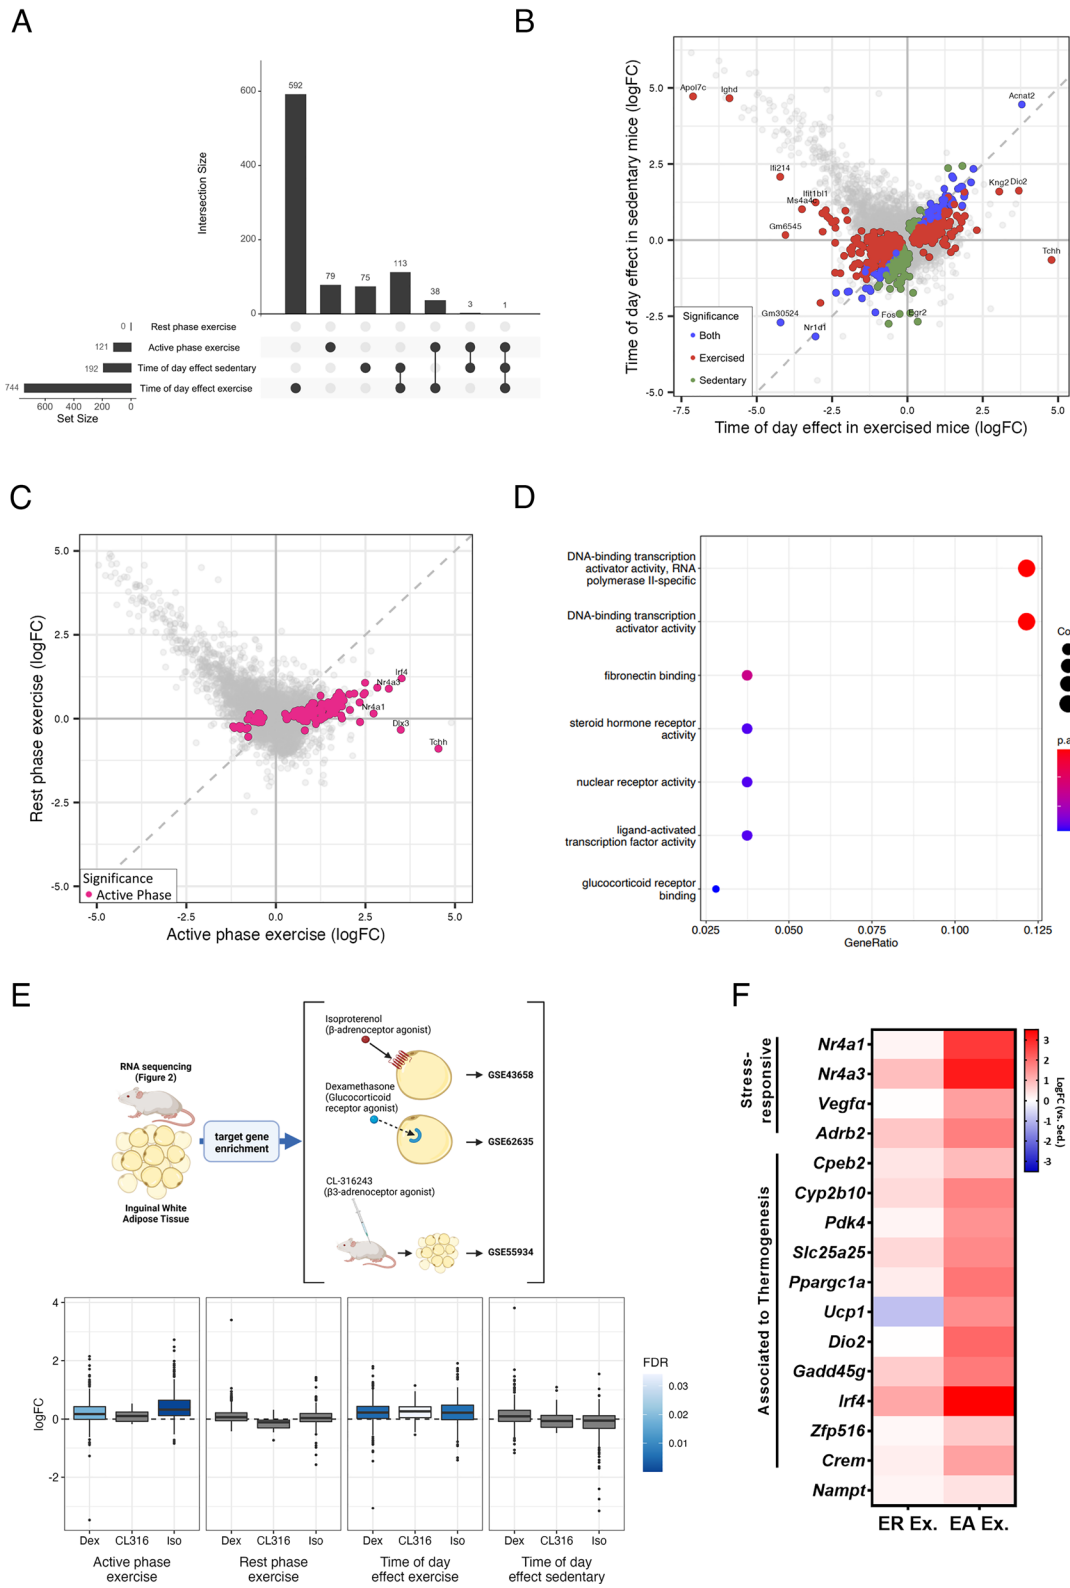 A
Intersection Size
600
400
200
0
592
79
75
113
38
3
1
0
Rest phase exercise
121
Active phase exercise
192
Time of day effect sedentary
744
Time of day effect exercise
600
400
200
0
Set Size
B
Time of day effect in sedentary mice (logFC)
5.0
2.5
0.0
-2.5
-5.0
Apol7c
Ighd
Acnat2
Ifi214
Ifit1bl1
Ms4a4c
Kng2
Dio2
Gm6545
Tchh
Gm30524
Nr1d1
Fos
Egr2
Significance
Both
Exercised
Sedentary
-7.5
-5.0
-2.5
0.0
2.5
5.0
Time of day effect in exercised mice (logFC)
C
Rest phase exercise (logFC)
5.0
2.5
0.0
-2.5
-5.0
Irf4
Nr4a3
Nr4a1
Dlx3
Tchh
Significance
Active Phase
-5.0
-2.5
0.0
2.5
5.0
Active phase exercise (logFC)
D
DNA-binding transcription
activator activity, RNA
polymerase II-specific
DNA-binding transcription
activator activity
fibronectin binding
steroid hormone receptor
activity
nuclear receptor activity
ligand-activated
transcription factor activity
glucocorticoid receptor
binding
0.025
0.050
0.075
0.100
0.125
GeneRatio
Co
p.a
E
RNA sequencing
(Figure 2)
Inguinal White
Adipose Tissue
target gene
enrichment
Isoproterenol
(β-adrenoceptor agonist)
GSE43658
Dexamethasone
(Glucocorticoid
receptor agonist)
GSE62635
CL-316243
(β3-adrenoceptor agonist)
GSE55934
logFC
4
2
0
-2
Dex
CL316
Iso
Active phase
exercise
Dex
CL316
Iso
Rest phase
exercise
Dex
CL316
Iso
Time of day
effect exercise
Dex
CL316
Iso
Time of day
effect sedentary
FDR
0.03
0.02
0.01
F
Stress-
responsive
Associated to Thermogenesis
Nr4a1
Nr4a3
Vegfα
Adrb2
Cpeb2
Cyp2b10
Pdk4
Slc25a25
Ppargc1a
Ucp1
Dio2
Gadd45g
Irf4
Zfp516
Crem
Nampt
ER Ex.
EA Ex.
3
2
1
0
-1
-2
-3
LogFC (vs. Sed.)